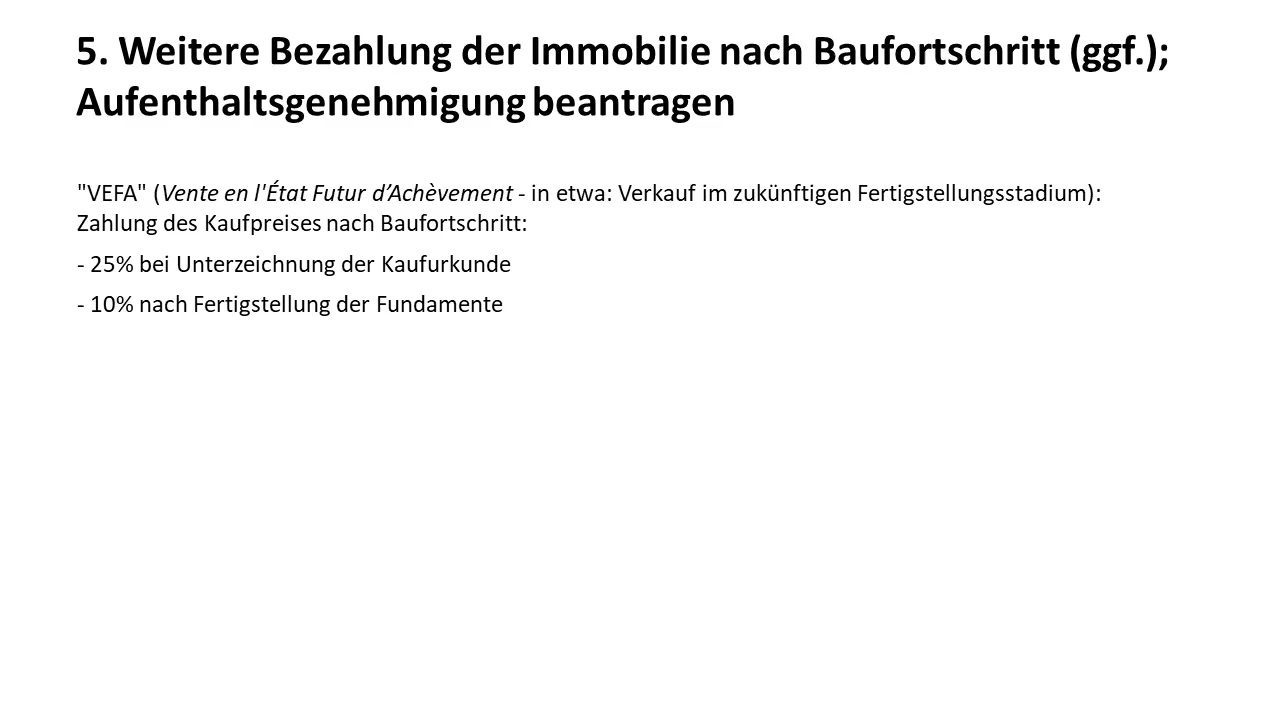 5. Weitere Bezahlung der Immobilie nach Baufortschritt (ggf.);
Aufenthaltsgenehmigung beantragen
"VEFA" (Vente en l'État Futur d’Achèvement - in etwa: Verkauf im zukünftigen Fertigstellungsstadium):
Zahlung des Kaufpreises nach Baufortschritt:
- 25% bei Unterzeichnung der Kaufurkunde
- 10% nach Fertigstellung der Fundamente